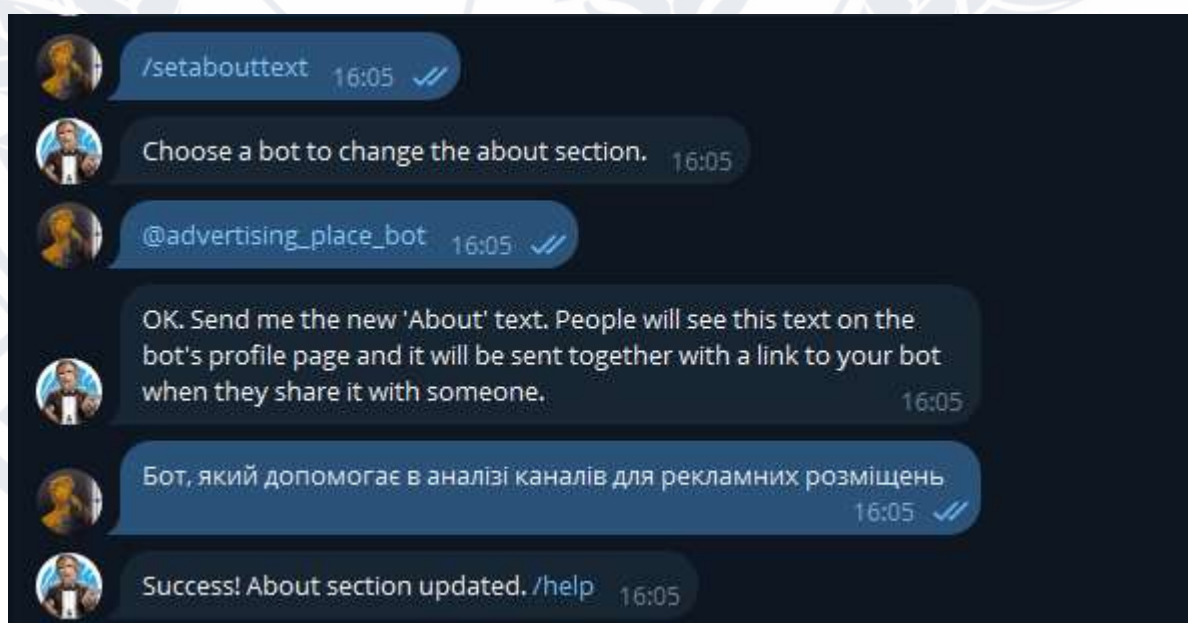 /setabouttext 16:05
Choose a bot to change the about section. 16:05
@advertising_place_bot 16:05
OK. Send me the new 'About' text. People will see this text on the
bot's profile page and it will be sent together with a link to your bot
when they share it with someone. 16:05
Бот, який допомогає в аналізі каналів для рекламних розміщень
16:05
Success! About section updated. /help 16:05